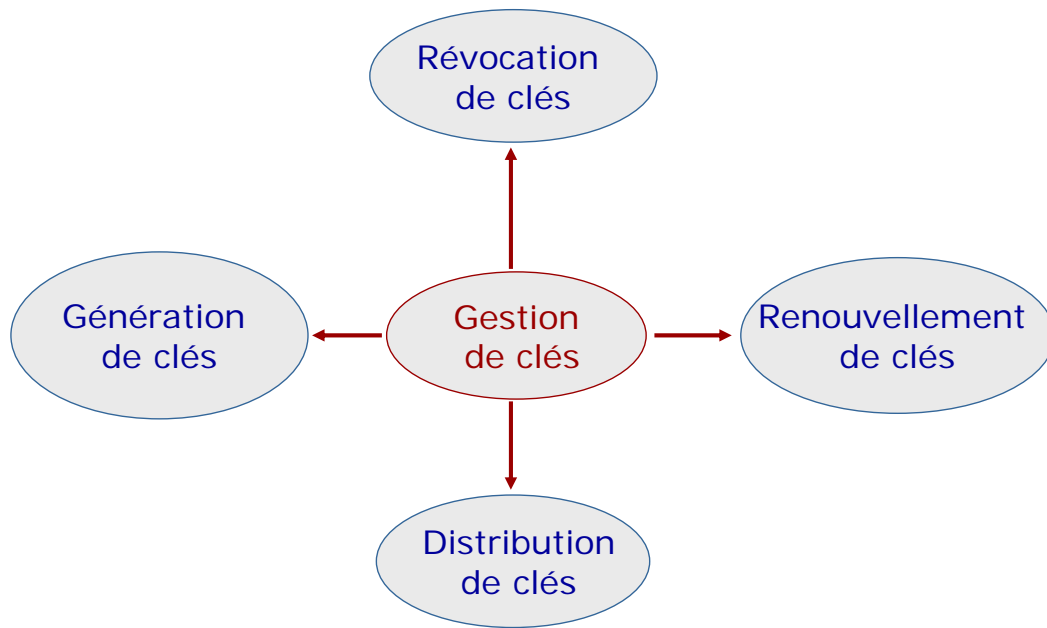 Révocation
de clés
Génération
de clés
Gestion
de clés
Renouvellement
de clés
Distribution
de clés